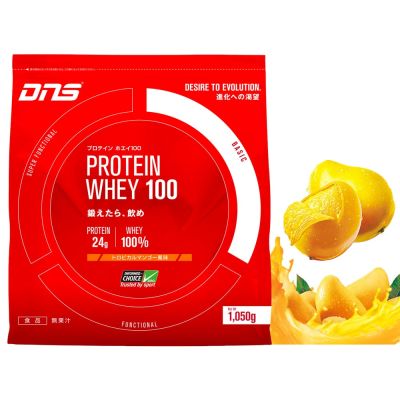 DNS
DESIRE TO EVOLUTION.
進化への渇望
SUPER FUNCTIONAL
BASIC
プロテイン ホエイ100
PROTEIN
WHEY 100
鍛えたら、飲め
PROTEIN 24g
WHEY 100%
トロピカルマンゴー風味
INFORMED
CHOICE
Trusted by sport
食品 無果汁
FUNCTIONAL
1,050g